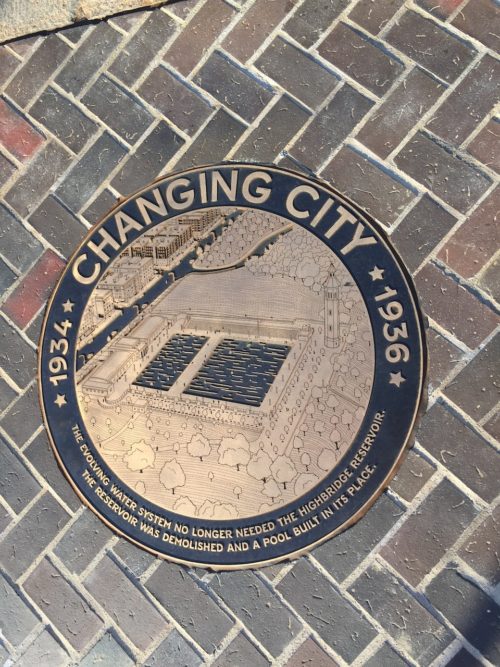 CHANGING CITY
★ 1934 ★
★ 1936 ★
THE EVOLVING WATER SYSTEM NO LONGER NEEDED THE HIGHBRIDGE RESERVOIR.
THE RESERVOIR WAS DEMOLISHED AND A POOL BUILT IN ITS PLACE.